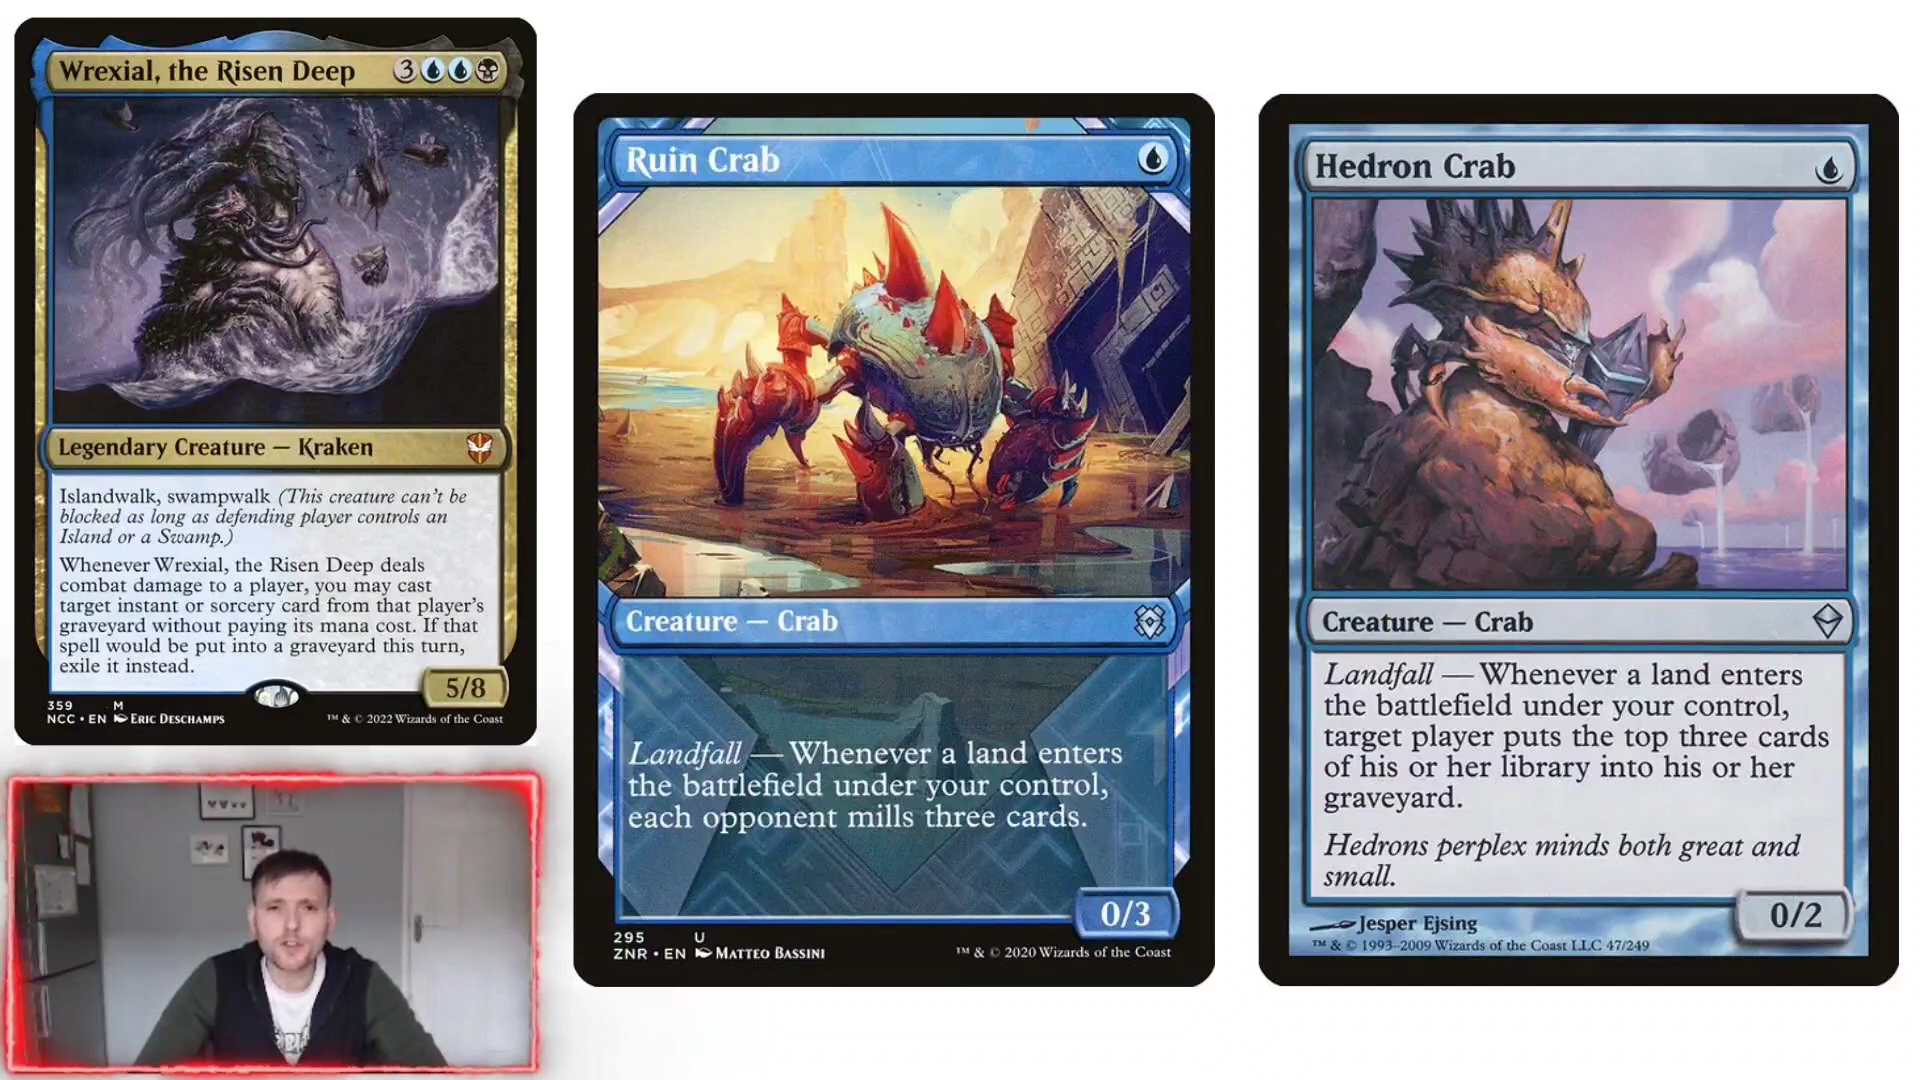 Wrexial, the Risen Deep 3
Legendary Creature — Kraken
Islandwalk, swampwalk (This creature can't be
blocked as long as defending player controls an
Island or a Swamp.)
Whenever Wrexial, the Risen Deep deals
combat damage to a player, you may cast
target instant or sorcery card from that player's
graveyard without paying its mana cost. If that
spell would be put into a graveyard this turn,
exile it instead.
5/8
359 M
NCC • EN Eric Deschamps ™ & © 2022 Wizards of the Coast
Ruin Crab
Creature — Crab
Landfall — Whenever a land enters
the battlefield under your control,
each opponent mills three cards.
0/3
295 U
ZNR • EN Matteo Bassini ™ & © 2020 Wizards of the Coast
Hedron Crab
Creature — Crab
Landfall — Whenever a land enters
the battlefield under your control,
target player puts the top three cards
of his or her library into his or her
graveyard.
Hedrons perplex minds both great and
small.
0/2
Jesper Ejsing
™ & © 1993–2009 Wizards of the Coast LLC 47/249